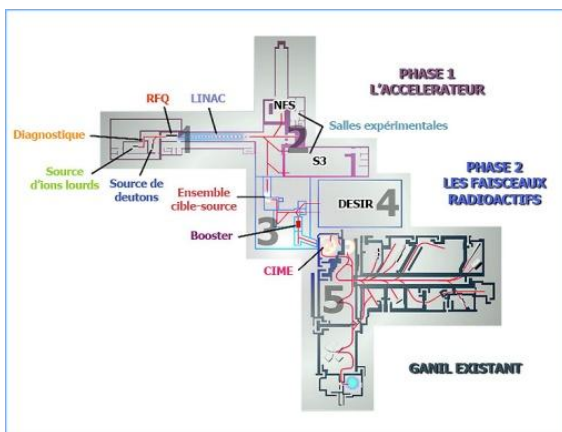 PHASE 1
L'ACCELERATEUR
NFS
RFQ
LINAC
1
2
Salles expérimentales
Diagnostique
S3
Source
d'ions lourds
Source de
deutons
PHASE 2
LES FAISCEAUX
RADIOACTIFS
Ensemble
cible-source
DESIR
4
3
Booster
CIME
5
GANIL EXISTANT